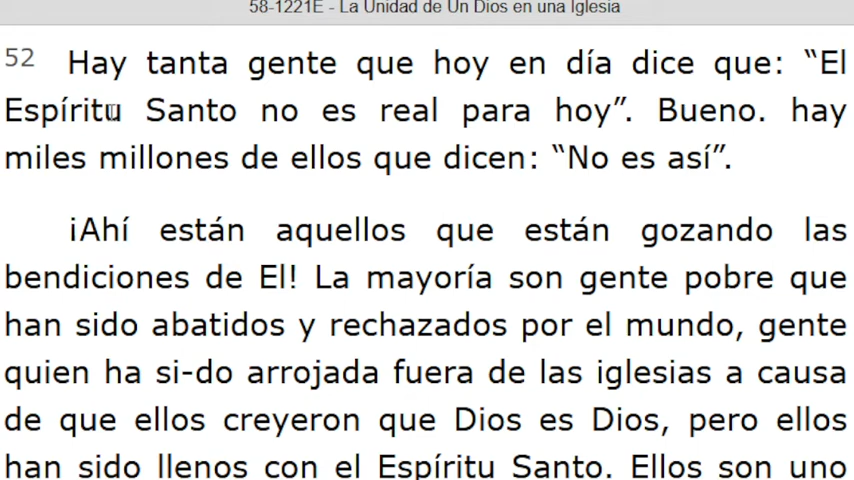 58-1221E - La Unidad de Un Dios en una Iglesia
52 Hay tanta gente que hoy en día dice que: “El
Espíritu Santo no es real para hoy”. Bueno. hay
miles millones de ellos que dicen: “No es así”.
¡Ahí están aquellos que están gozando las
bendiciones de El! La mayoría son gente pobre que
han sido abatidos y rechazados por el mundo, gente
quien ha si-do arrojada fuera de las iglesias a causa
de que ellos creyeron que Dios es Dios, pero ellos
han sido llenos con el Espíritu Santo. Ellos son uno